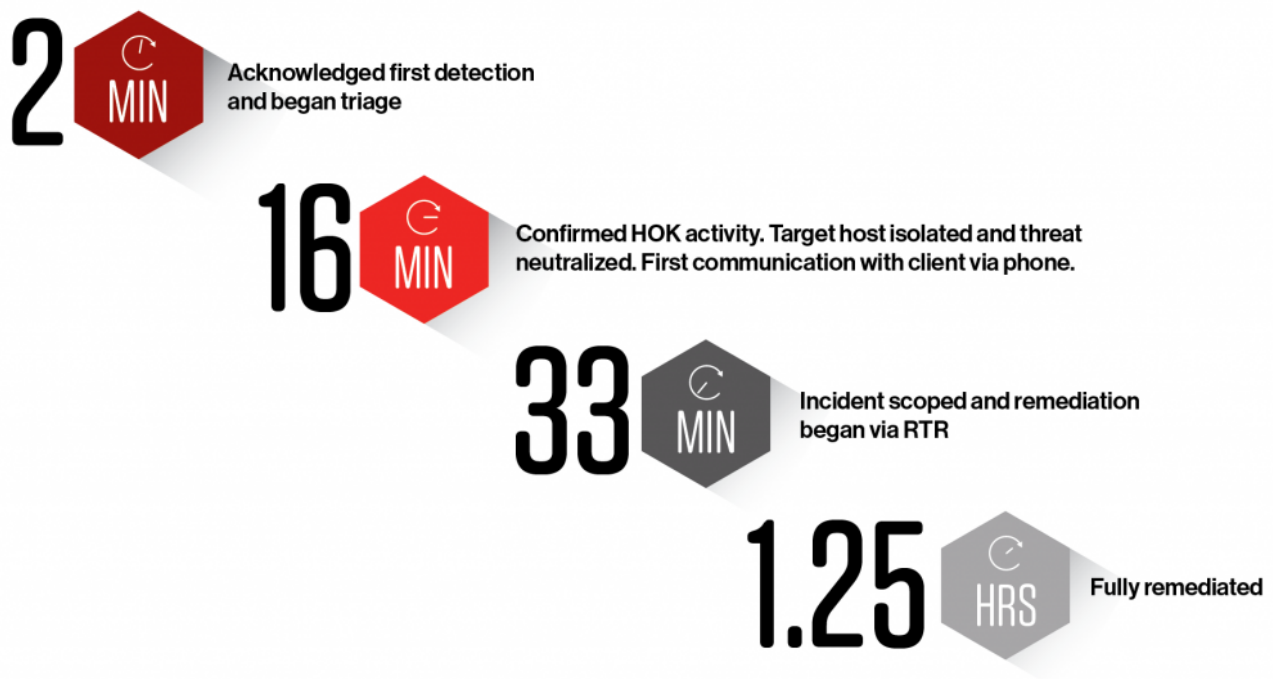 2 MIN
Acknowledged first detection
and began triage
16 MIN
Confirmed HOK activity. Target host isolated and threat
neutralized. First communication with client via phone.
33 MIN
Incident scoped and remediation
began via RTR
1.25 HRS
Fully remediated